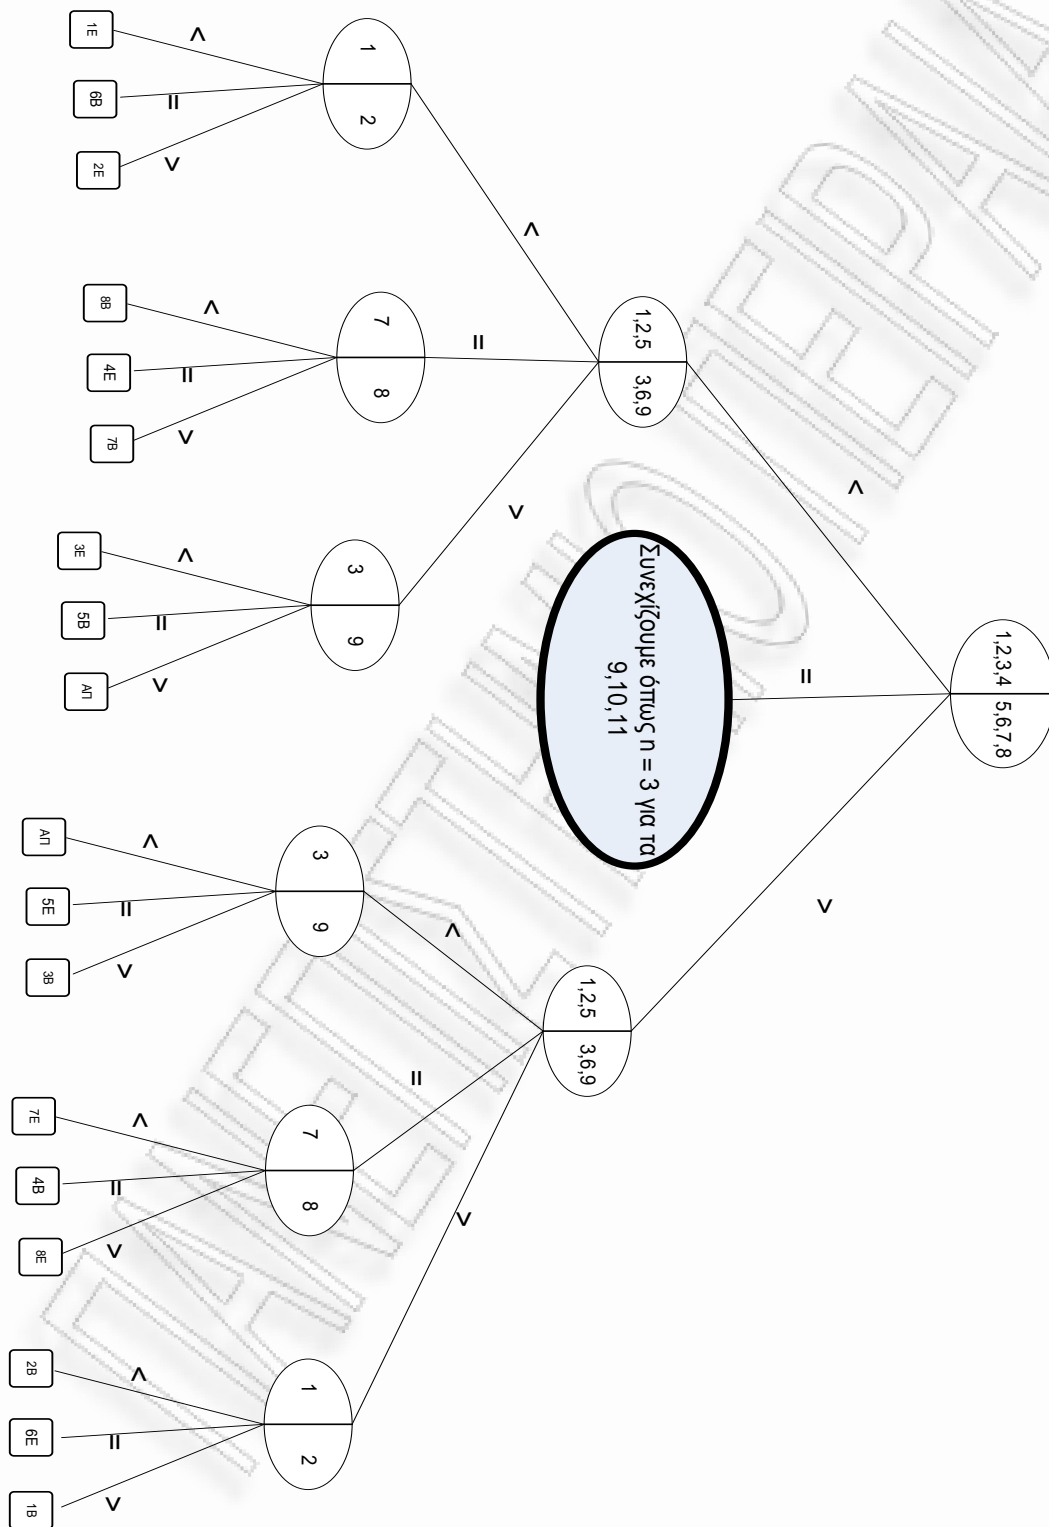 1,2,3,4 5,6,7,8
< = >
1,2,5 3,6,9
Συνεχίζουμε όπως n = 3 για τα
9,10,11
1,2,5 3,6,9
< = >
< = >
1 2
7 8
3 9
3 9
7 8
1 2
< = >
< = >
< = >
< = >
< = >
< = >
1Ε 6Β 2Ε
8Β 4Ε 7Β
3Ε 5Β ΑΠ
ΑΠ 5Ε 3Β
7Ε 4Β 8Ε
2Β 6Ε 1Β
ΠΑΝΕΠΙΣΤΗΜΙΟ ΠΕΙΡΑΙ